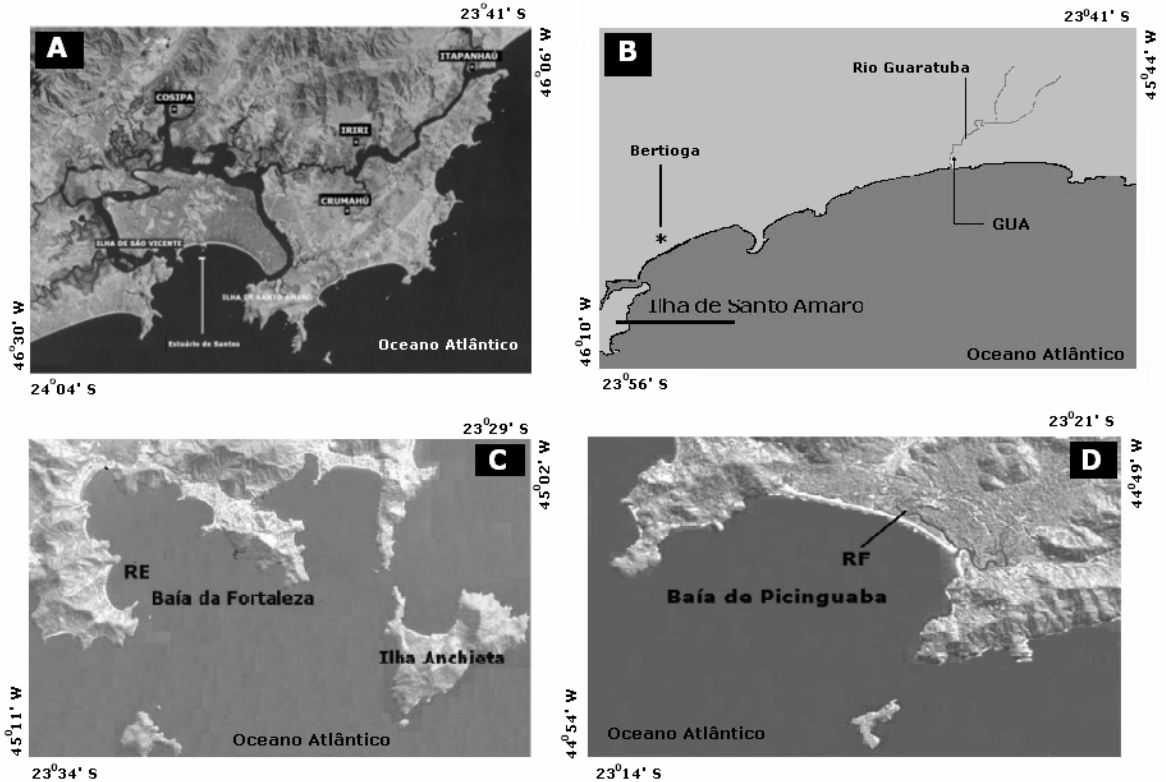 23°41' S
A
ITAPANHAÚ
46°06' W
COSIPA
IRIRI
CRUMAHÚ
ILHA DE SÃO VICENTE
ILHA DE SANTO AMARO
Estuário de Santos
Oceano Atlântico
46°30' W
24°04' S
23°41' S
B
45°44' W
Rio Guaratuba
Bertioga
*
GUA
Ilha de Santo Amaro
46°10' W
Oceano Atlântico
23°56' S
23°29' S
C
45°02' W
RE
Baía da Fortaleza
Ilha Anchieta
45°11' W
Oceano Atlântico
23°34' S
23°21' S
D
44°49' W
RF
Baía de Picinguaba
44°54' W
Oceano Atlântico
23°14' S